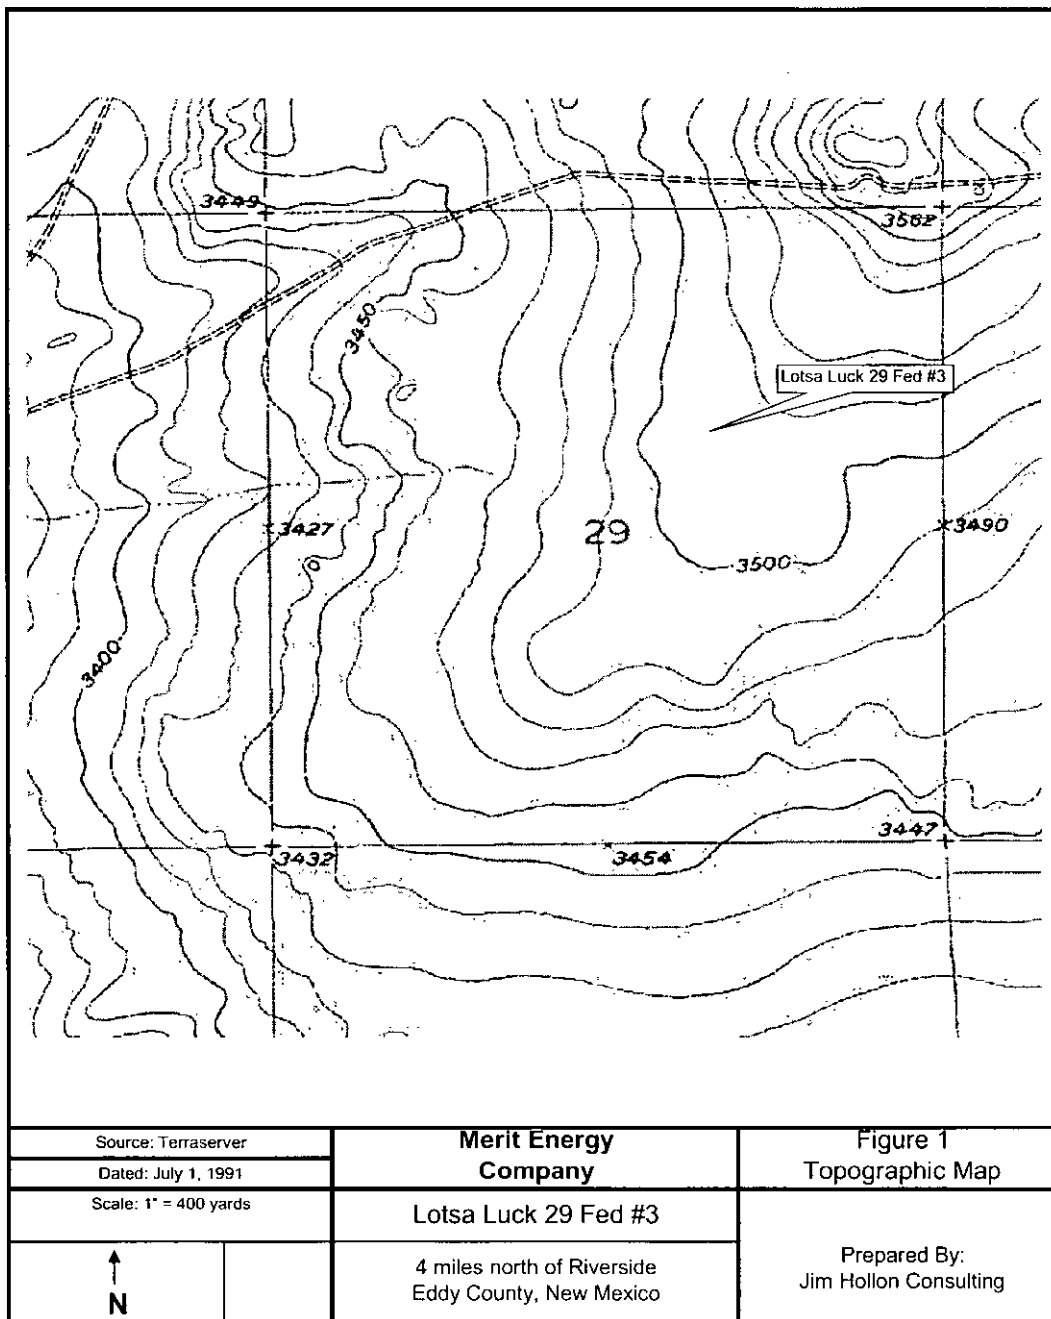 3449
3562
3450
Lotsa Luck 29 Fed #3
3427
29
3490
3500
3400
3447
3432
3454
Source: Terraserver
Dated: July 1, 1991
Scale: 1" = 400 yards
N
Merit Energy
Company
Lotsa Luck 29 Fed #3
4 miles north of Riverside
Eddy County, New Mexico
Figure 1
Topographic Map
Prepared By:
Jim Hollon Consulting